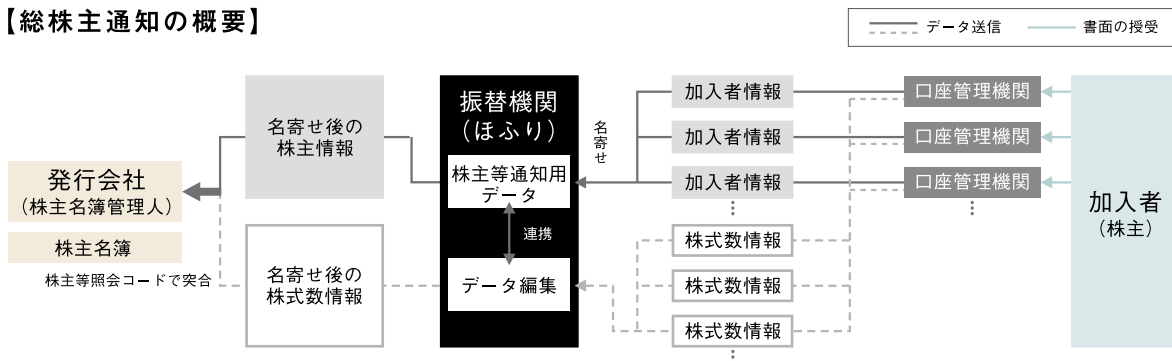 【総株主通知の概要】
データ送信
書面の授受
発行会社
（株主名簿管理人）
株主名簿
株主等照会コードで突合
名寄せ後の
株主情報
名寄せ後の
株式数情報
振替機関
（ほふり）
株主等通知用
データ
連携
データ編集
名寄せ
加入者情報
加入者情報
加入者情報
株式数情報
株式数情報
株式数情報
口座管理機関
口座管理機関
口座管理機関
加入者
（株主）